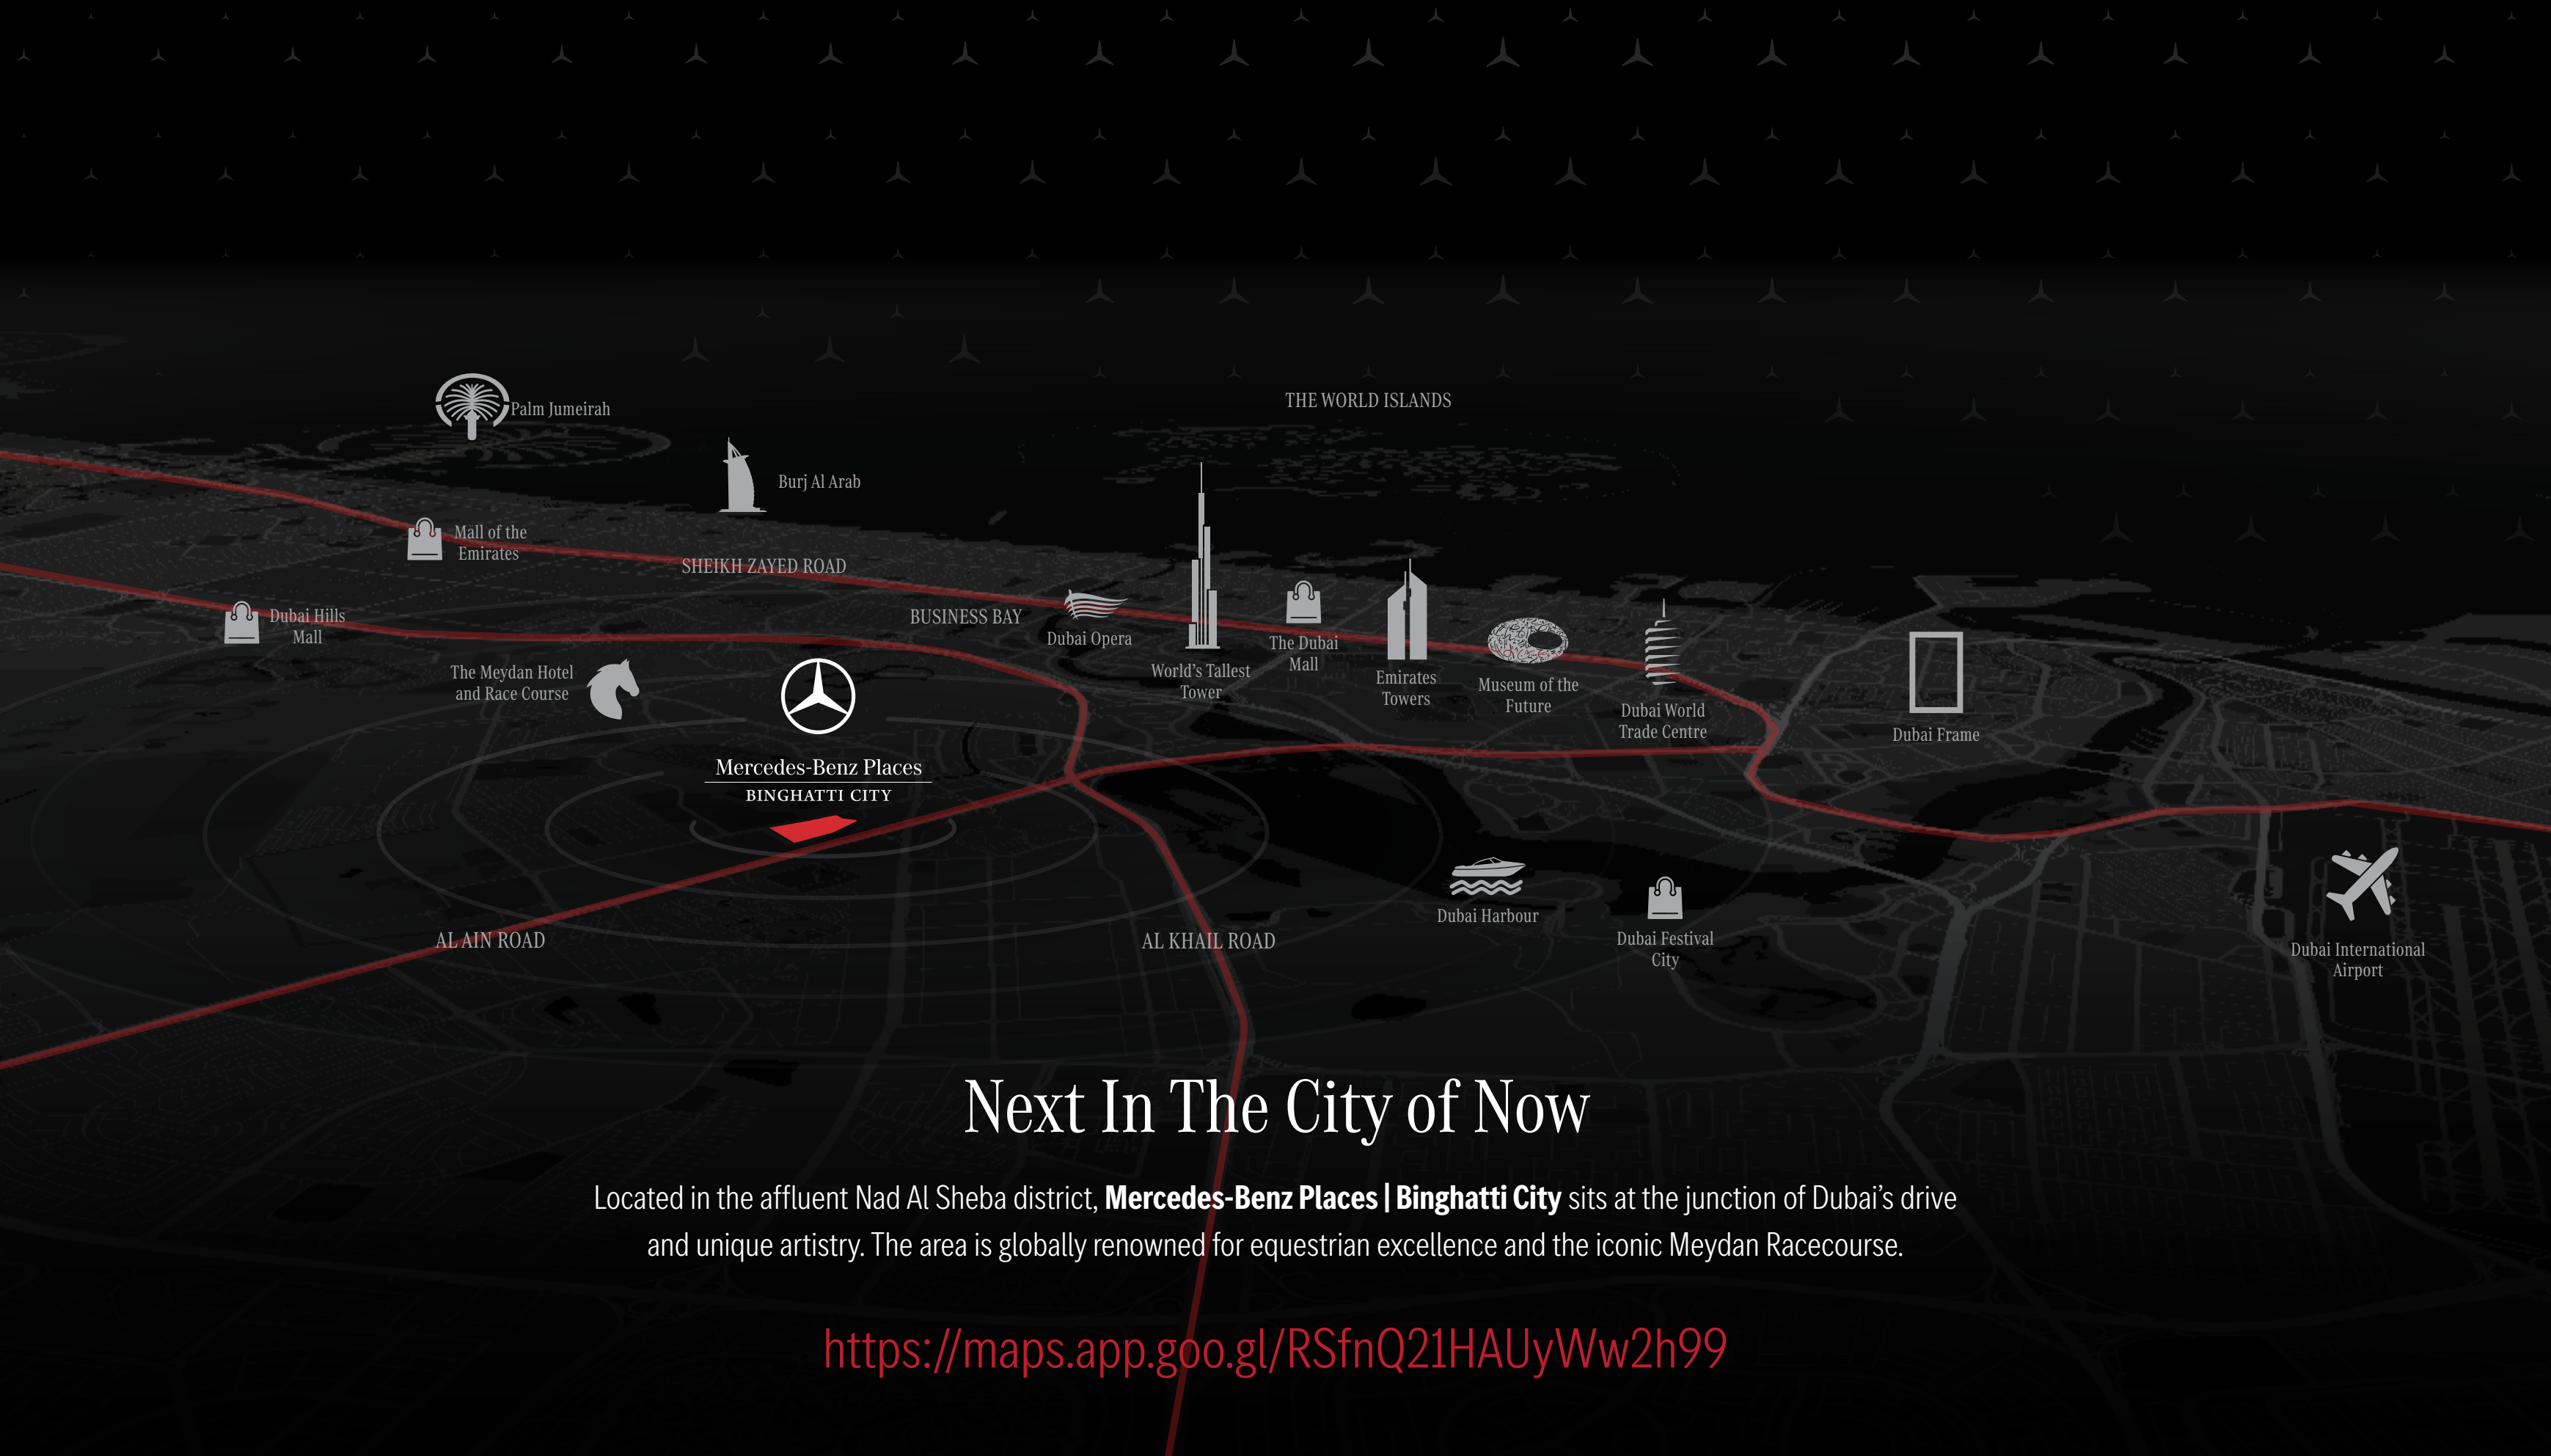 Palm Jumeirah
THE WORLD ISLANDS
Burj Al Arab
Mall of the
Emirates
SHEIKH ZAYED ROAD
Dubai Hills
Mall
BUSINESS BAY
Dubai Opera
The Dubai
Mall
World's Tallest
Tower
Emirates
Towers
Museum of the
Future
Dubai World
Trade Centre
Dubai Frame
The Meydan Hotel
and Race Course
Mercedes-Benz Places
BINGHATTI CITY
Dubai Harbour
Dubai Festival
City
Dubai International
Airport
AL AIN ROAD
AL KHAIL ROAD
Next In The City of Now
Located in the affluent Nad Al Sheba district, Mercedes-Benz Places | Binghatti City sits at the junction of Dubai's drive
and unique artistry. The area is globally renowned for equestrian excellence and the iconic Meydan Racecourse.
https://maps.app.goo.gl/RSfnQ21HAUyWw2h99